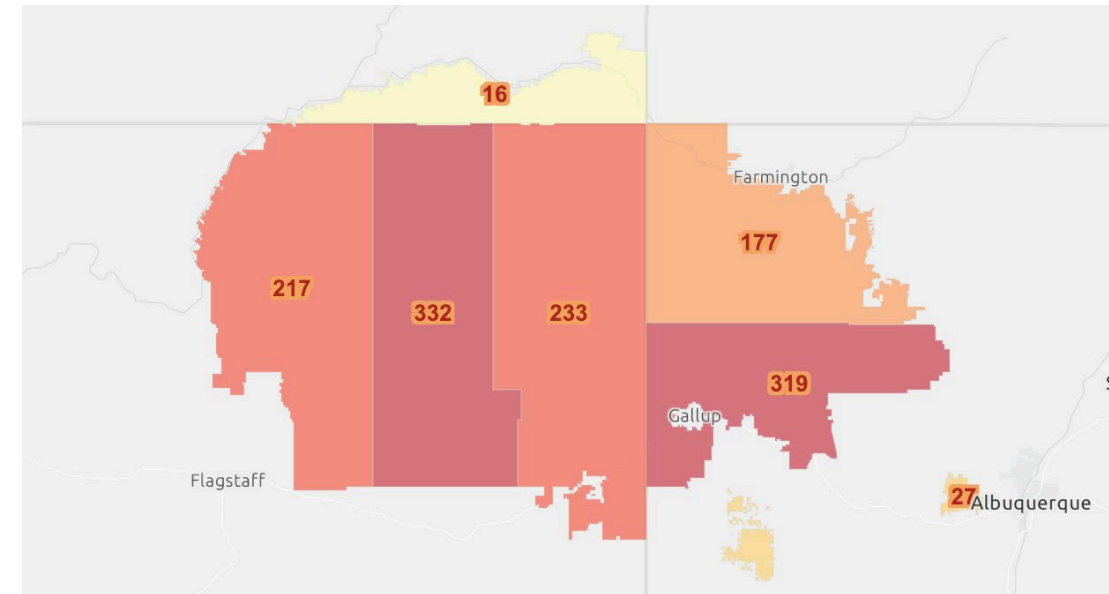 16
Farmington
177
217
332
233
319
Gallup
Flagstaff
27
Albuquerque
S